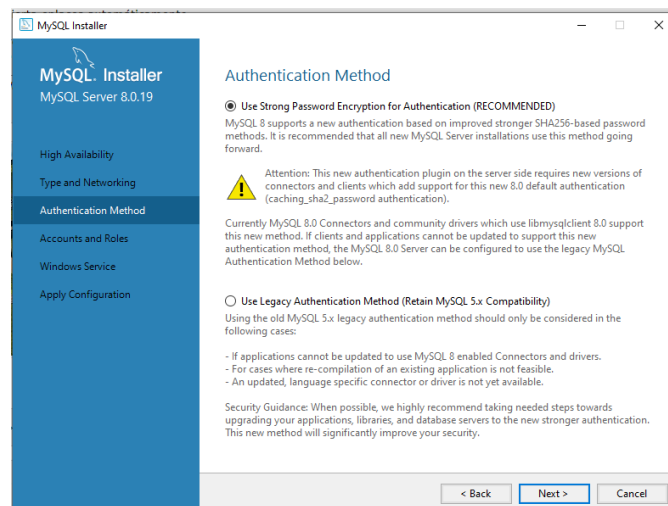 MySQL Installer
MySQL. Installer
MySQL Server 8.0.19
High Availability
Type and Networking
Authentication Method
Accounts and Roles
Windows Service
Apply Configuration
Authentication Method
Use Strong Password Encryption for Authentication (RECOMMENDED)
MySQL 8 supports a new authentication based on improved stronger SHA256-based password
methods. It is recommended that all new MySQL Server installations use this method going
forward.
Attention: This new authentication plugin on the server side requires new versions of
connectors and clients which add support for this new 8.0 default authentication
(caching_sha2_password authentication).
Currently MySQL 8.0 Connectors and community drivers which use libmysqlclient 8.0 support
this new method. If clients and applications cannot be updated to support this new
authentication method, the MySQL 8.0 Server can be configured to use the legacy MySQL
Authentication Method below.
Use Legacy Authentication Method (Retain MySQL 5.x Compatibility)
Using the old MySQL 5.x legacy authentication method should only be considered in the
following cases:
- If applications cannot be updated to use MySQL 8 enabled Connectors and drivers.
- For cases where re-compilation of an existing application is not feasible.
- An updated, language specific connector or driver is not yet available.
Security Guidance: When possible, we highly recommend taking needed steps towards
upgrading your applications, libraries, and database servers to the new stronger authentication.
This new method will significantly improve your security.
< Back
Next >
Cancel